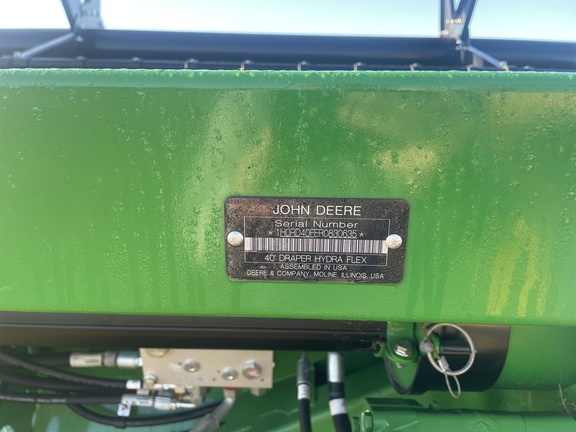 JOHN DEERE
Serial Number
* 1H0RD40FER0830635 *
40' DRAPER HYDRA FLEX
ASSEMBLED IN USA
DEERE & COMPANY, MOLINE, ILLINOIS, USA